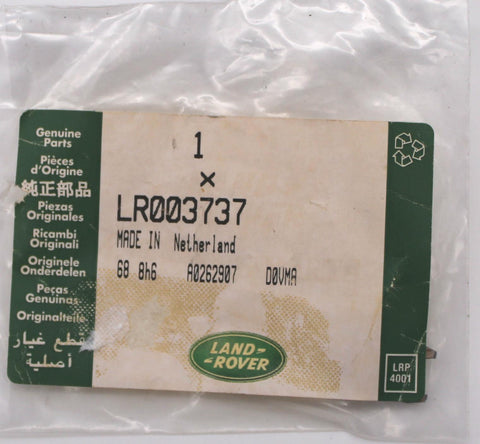 Genuine
Parts
Pièces
d'Origine
純正部品
Piezas
Originales
Ricambi
Originali
Originele
Onderdelen
Peças
Genuinas
Originalteile
قطع غيار
أصلية
1
×
LR003737
MADE IN Netherland
68 8h6 A0262907 D0VMA
LAND-
-ROVER
LRP
4001